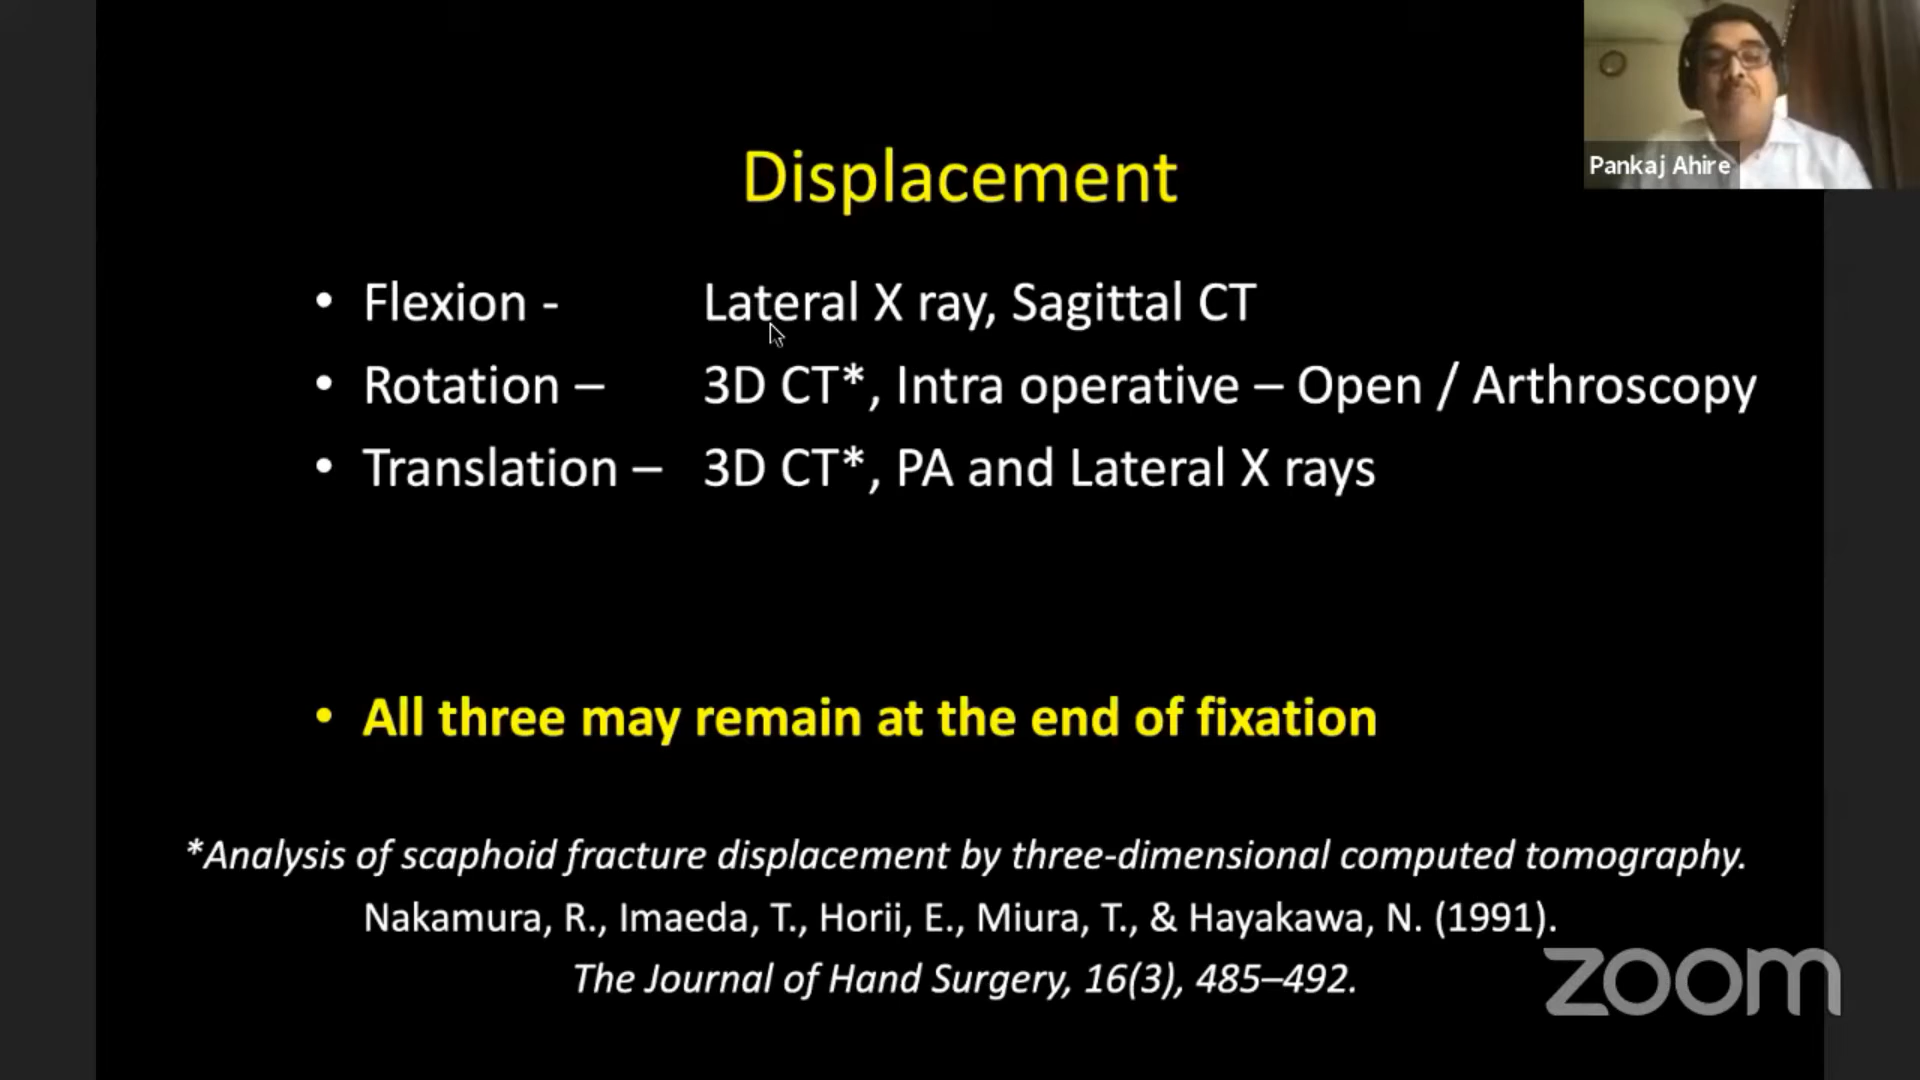 Pankaj Ahire
Displacement
• Flexion - Lateral X ray, Sagittal CT
• Rotation – 3D CT*, Intra operative – Open / Arthroscopy
• Translation – 3D CT*, PA and Lateral X rays
• All three may remain at the end of fixation
*Analysis of scaphoid fracture displacement by three-dimensional computed tomography.
Nakamura, R., Imaeda, T., Horii, E., Miura, T., & Hayakawa, N. (1991).
The Journal of Hand Surgery, 16(3), 485–492.
zoom